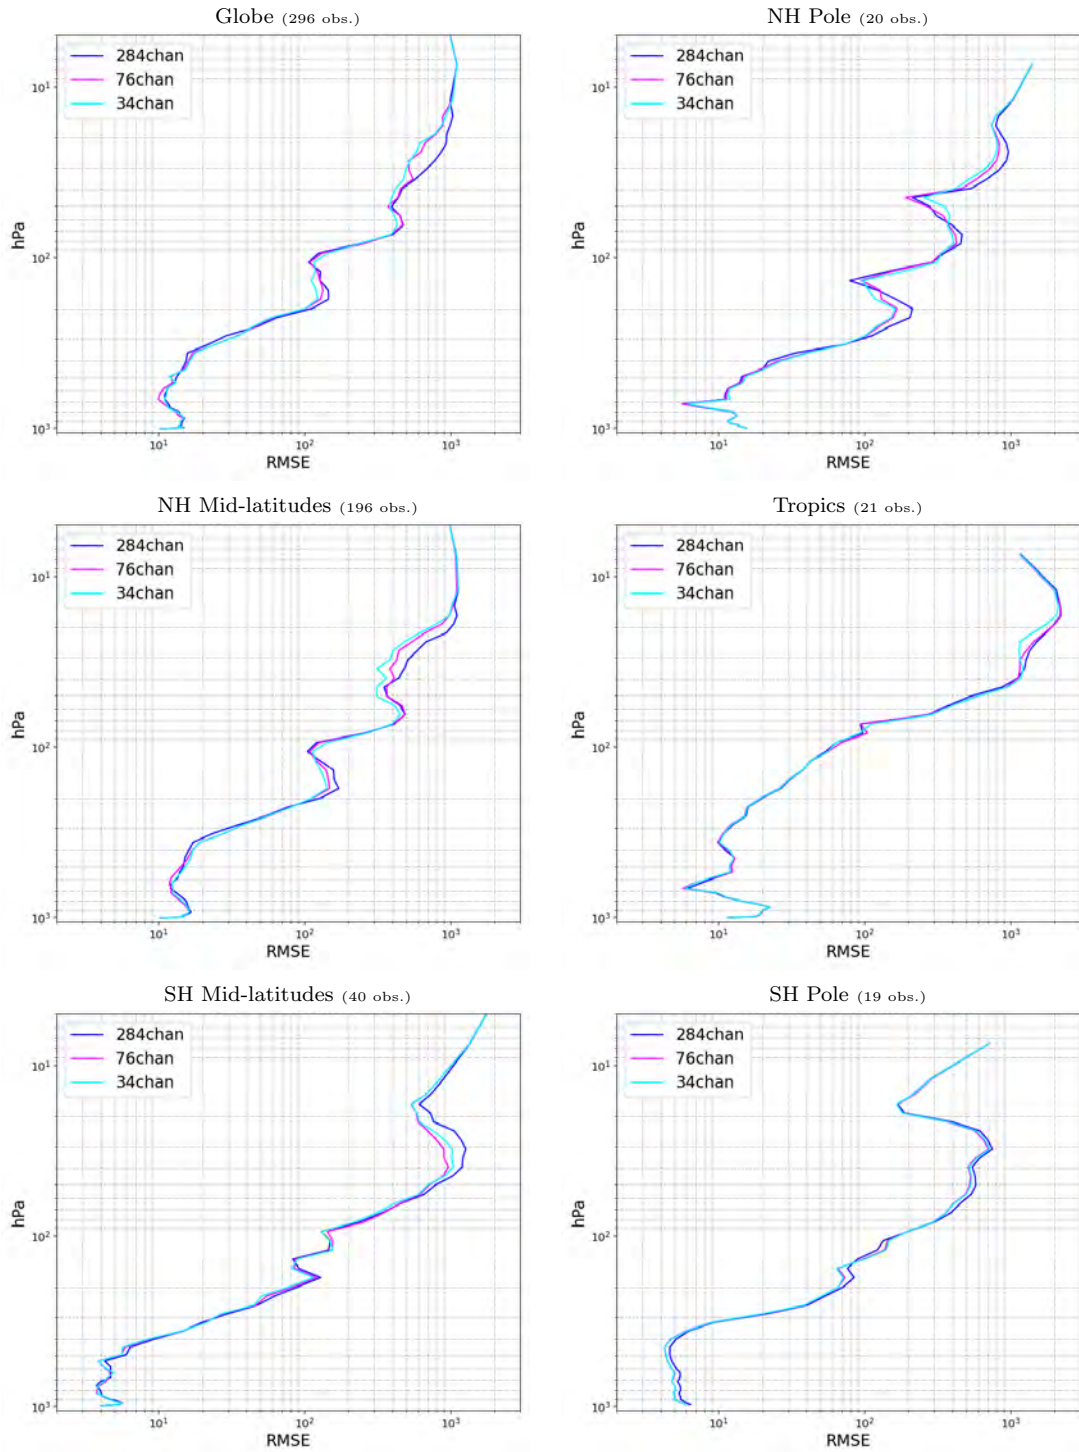 Globe (296 obs.)
284chan
76chan
34chan
10¹
10²
10³
hPa
10¹ 10² 10³
RMSE
NH Pole (20 obs.)
284chan
76chan
34chan
10¹
10²
10³
hPa
10¹ 10² 10³
RMSE
NH Mid-latitudes (196 obs.)
284chan
76chan
34chan
10¹
10²
10³
hPa
10¹ 10² 10³
RMSE
Tropics (21 obs.)
284chan
76chan
34chan
10¹
10²
10³
hPa
10¹ 10² 10³
RMSE
SH Mid-latitudes (40 obs.)
284chan
76chan
34chan
10¹
10²
10³
hPa
10¹ 10² 10³
RMSE
SH Pole (19 obs.)
284chan
76chan
34chan
10¹
10²
10³
hPa
10¹ 10² 10³
RMSE